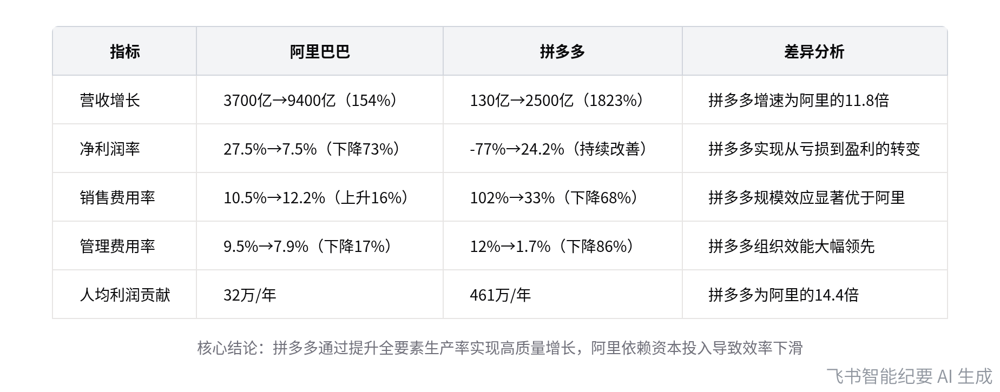 指标 阿里巴巴 拼多多 差异分析
营收增长 3700亿→9400亿（154%） 130亿→2500亿（1823%） 拼多多增速为阿里的11.8倍
净利润率 27.5%→7.5%（下降73%） -77%→24.2%（持续改善） 拼多多实现从亏损到盈利的转变
销售费用率 10.5%→12.2%（上升16%） 102%→33%（下降68%） 拼多多规模效应显著优于阿里
管理费用率 9.5%→7.9%（下降17%） 12%→1.7%（下降86%） 拼多多组织效能大幅领先
人均利润贡献 32万/年 461万/年 拼多多为阿里的14.4倍
核心结论：拼多多通过提升全要素生产率实现高质量增长，阿里依赖资本投入导致效率下滑
飞书智能纪要 AI 生成